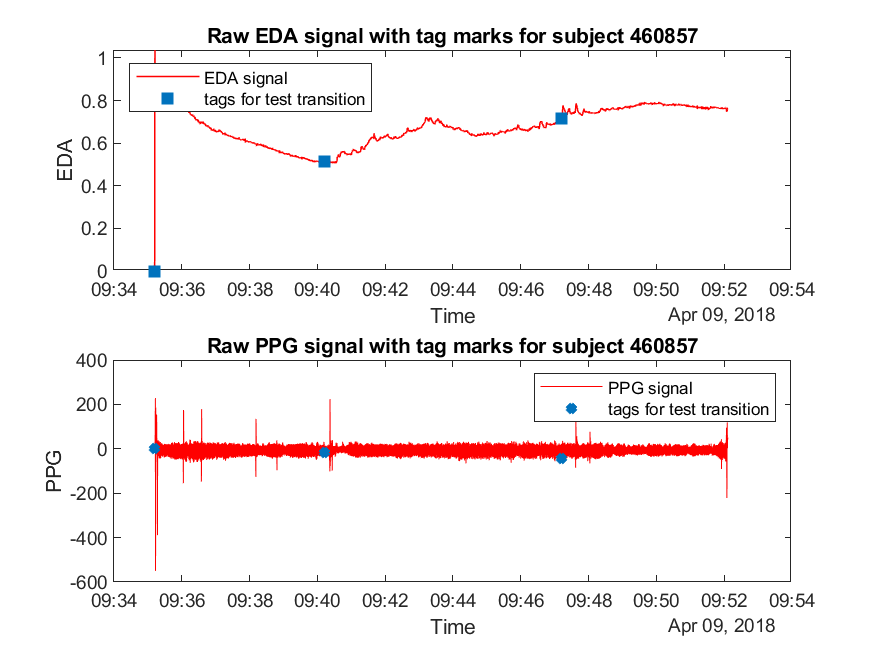 Raw EDA signal with tag marks for subject 460857
1
0.8
0.6
0.4
0.2
0
EDA
EDA signal
tags for test transition
09:34 09:36 09:38 09:40 09:42 09:44 09:46 09:48 09:50 09:52 09:54
Time
Apr 09, 2018
Raw PPG signal with tag marks for subject 460857
400
200
0
-200
-400
-600
PPG
PPG signal
tags for test transition
09:34 09:36 09:38 09:40 09:42 09:44 09:46 09:48 09:50 09:52 09:54
Time
Apr 09, 2018